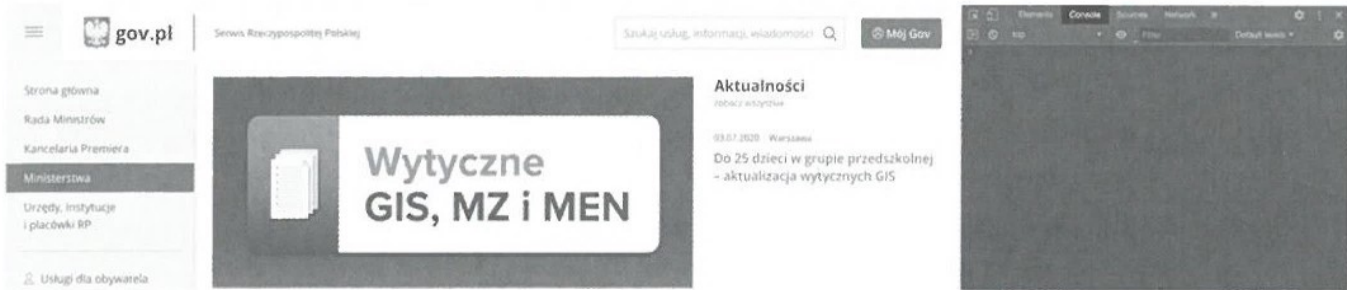 gov.pl
Serwis Rzeczypospolitej Polskiej
Szukaj usług, informacji, wiadomości
Mój Gov
Strona główna
Rada Ministrów
Kancelaria Premiera
Ministerstwa
Urzędy, instytucje
i placówki RP
Usługi dla obywatela
Wytyczne
GIS, MZ i MEN
Aktualności
zobacz wszystkie
03.07.2020 Warszawa
Do 25 dzieci w grupie przedszkolnej
– aktualizacja wytycznych GIS
Elements Console Sources Network »
top Filter Default levels